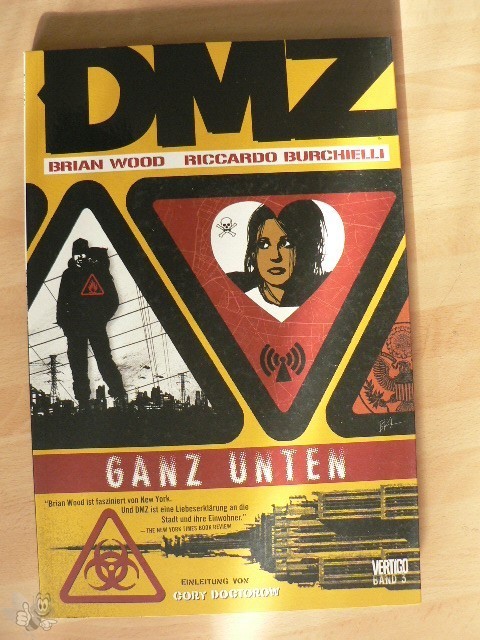 DMZ
BRIAN WOOD RICCARDO BURCHIELLI
GANZ UNTEN
"Brian Wood ist fasziniert von New York.
Und DMZ ist eine Liebeserklärung an die
Stadt und ihre Einwohner."
— THE NEW YORK TIMES BOOK REVIEW
EINLEITUNG VON
CORY DOCTOROW
VERTIGO
BAND 3